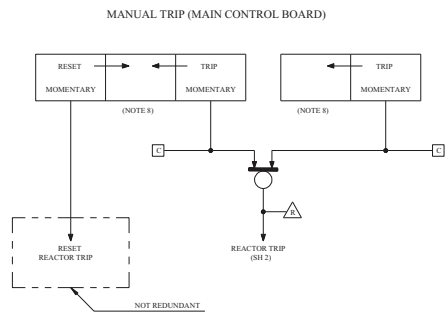 MANUAL TRIP (MAIN CONTROL BOARD)
RESET
TRIP
TRIP
MOMENTARY
MOMENTARY
MOMENTARY
(NOTE 8)
(NOTE 8)
C
C
R
RESET
REACTOR TRIP
REACTOR TRIP
(SH 2)
NOT REDUNDANT